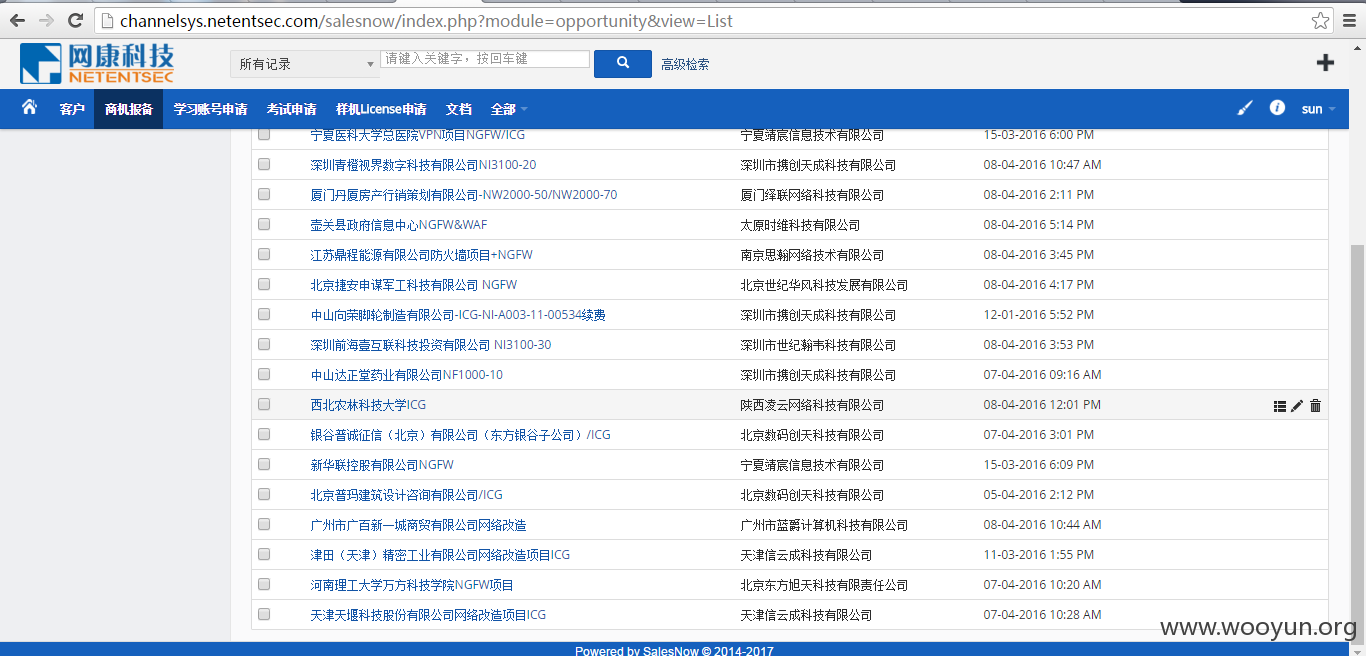 channelsys.netentsec.com/salesnow/index.php?module=opportunity&view=List
网康科技
NETENTSEC
所有记录
请键入关键字，按回车键
高级检索
客户 商机报备 学习账号申请 考试申请 样机License申请 文档 全部
sun
宁夏医科大学总医院VPN项目NGFW/ICG 宁夏靖宸信息技术有限公司 15-03-2016 6:00 PM
深圳青橙视界数字科技有限公司NI3100-20 深圳市携创天成科技有限公司 08-04-2016 10:47 AM
厦门丹厦房产行销策划有限公司-NW2000-50/NW2000-70 厦门绎联网络科技有限公司 08-04-2016 2:11 PM
壶关县政府信息中心NGFW&WAF 太原时维科技有限公司 08-04-2016 5:14 PM
江苏鼎程能源有限公司防火墙项目+NGFW 南京思瀚网络技术有限公司 08-04-2016 3:45 PM
北京捷安申谋军工科技有限公司 NGFW 北京世纪华风科技发展有限公司 08-04-2016 4:17 PM
中山向荣脚轮制造有限公司-ICG-NI-A003-11-00534续费 深圳市携创天成科技有限公司 12-01-2016 5:52 PM
深圳前海壹互联科技投资有限公司 NI3100-30 深圳市世纪瀚韦科技有限公司 08-04-2016 3:53 PM
中山达正堂药业有限公司NF1000-10 深圳市携创天成科技有限公司 07-04-2016 09:16 AM
西北农林科技大学ICG 陕西凌云网络科技有限公司 08-04-2016 12:01 PM
银谷普诚征信（北京）有限公司（东方银谷子公司）/ICG 北京数码创天科技有限公司 07-04-2016 3:01 PM
新华联控股有限公司NGFW 宁夏靖宸信息技术有限公司 15-03-2016 6:09 PM
北京普玛建筑设计咨询有限公司/ICG 北京数码创天科技有限公司 05-04-2016 2:12 PM
广州市广百新一城商贸有限公司网络改造 广州市蓝爵计算机科技有限公司 08-04-2016 10:44 AM
津田（天津）精密工业有限公司网络改造项目ICG 天津信云成科技有限公司 11-03-2016 1:55 PM
河南理工大学万方科技学院NGFW项目 北京东方旭天科技有限责任公司 07-04-2016 10:20 AM
天津天堰科技股份有限公司网络改造项目ICG 天津信云成科技有限公司 07-04-2016 10:28 AM
www.wooyun.org
Powered by SalesNow © 2014-2017